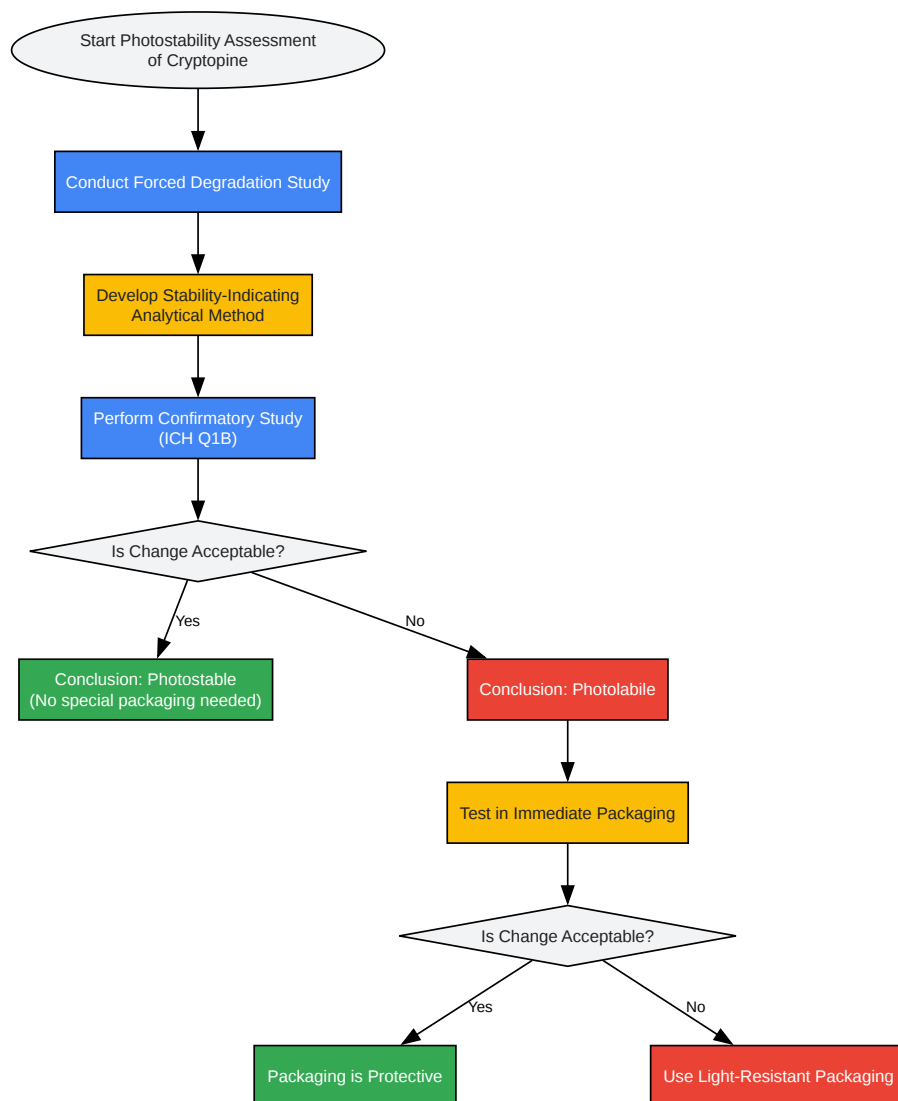 Start Photostability Assessment
of Cryptopine
Conduct Forced Degradation Study
Develop Stability-Indicating
Analytical Method
Perform Confirmatory Study
(ICH Q1B)
Is Change Acceptable?
Yes
No
Conclusion: Photostable
(No special packaging needed)
Conclusion: Photolabile
Test in Immediate Packaging
Is Change Acceptable?
Yes
No
Packaging is Protective
Use Light-Resistant Packaging